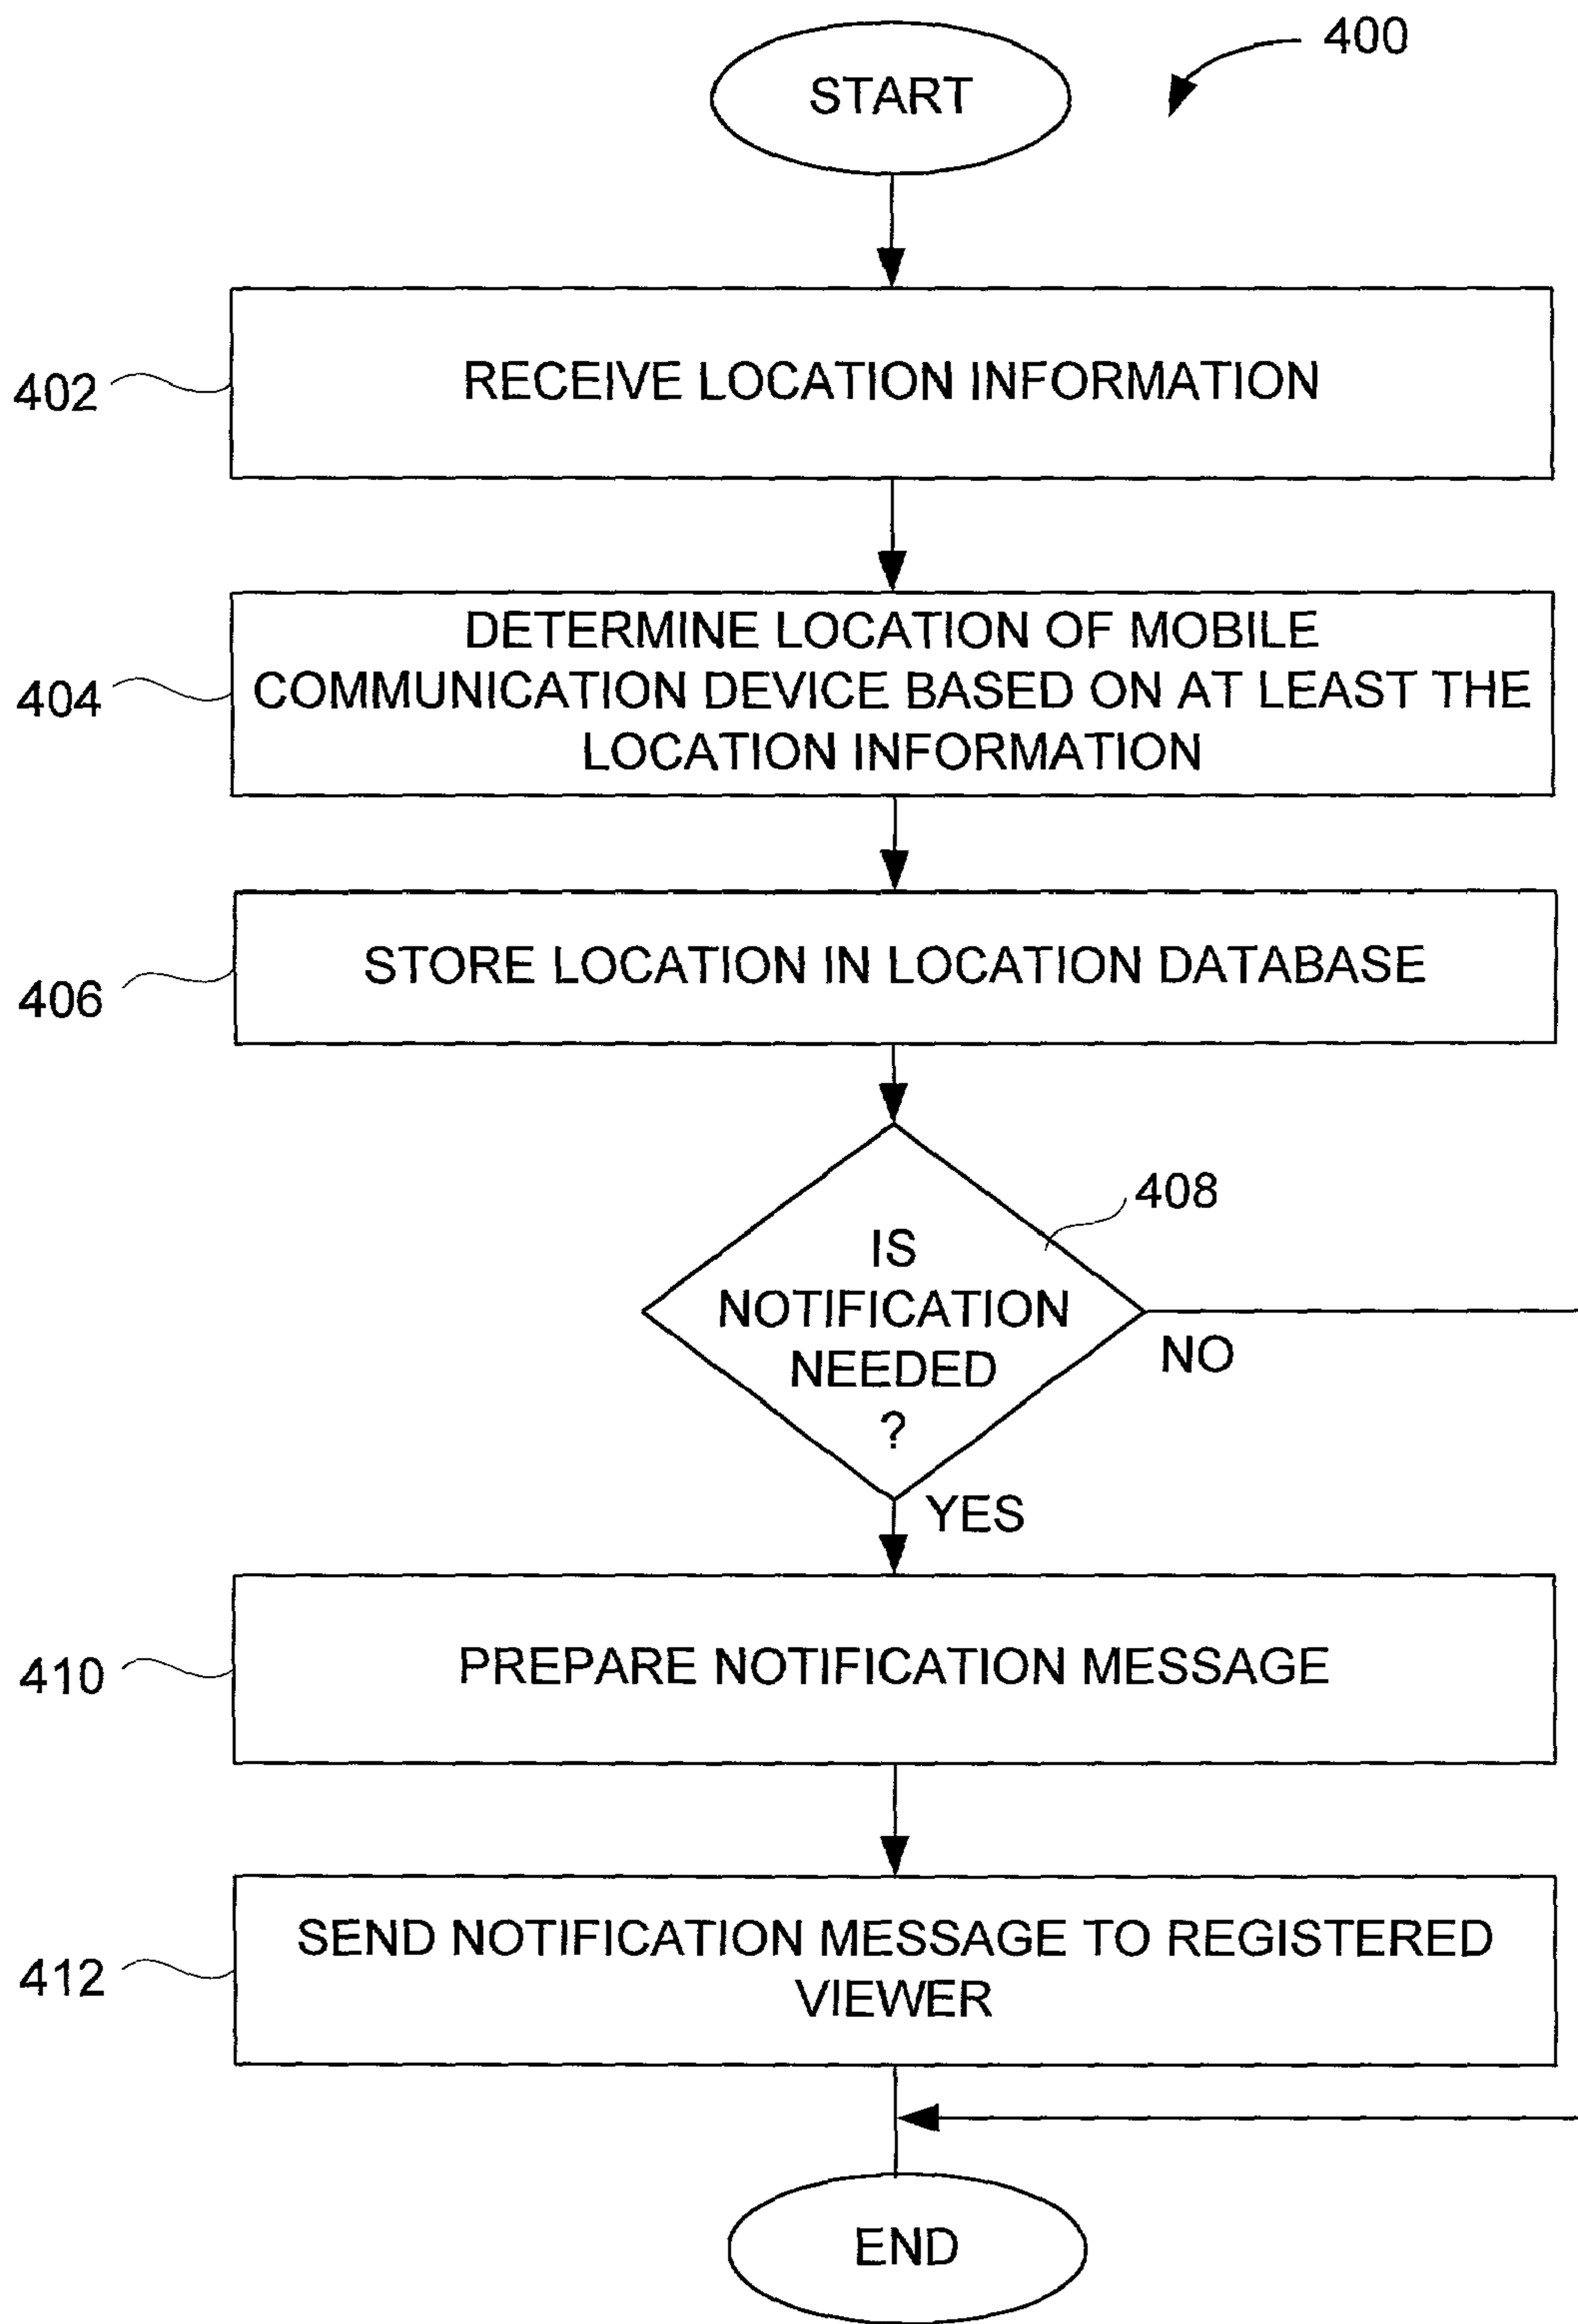 400
START
402
RECEIVE LOCATION INFORMATION
404
DETERMINE LOCATION OF MOBILE
COMMUNICATION DEVICE BASED ON AT LEAST THE
LOCATION INFORMATION
406
STORE LOCATION IN LOCATION DATABASE
408
IS
NOTIFICATION
NEEDED
?
NO
YES
410
PREPARE NOTIFICATION MESSAGE
412
SEND NOTIFICATION MESSAGE TO REGISTERED
VIEWER
END